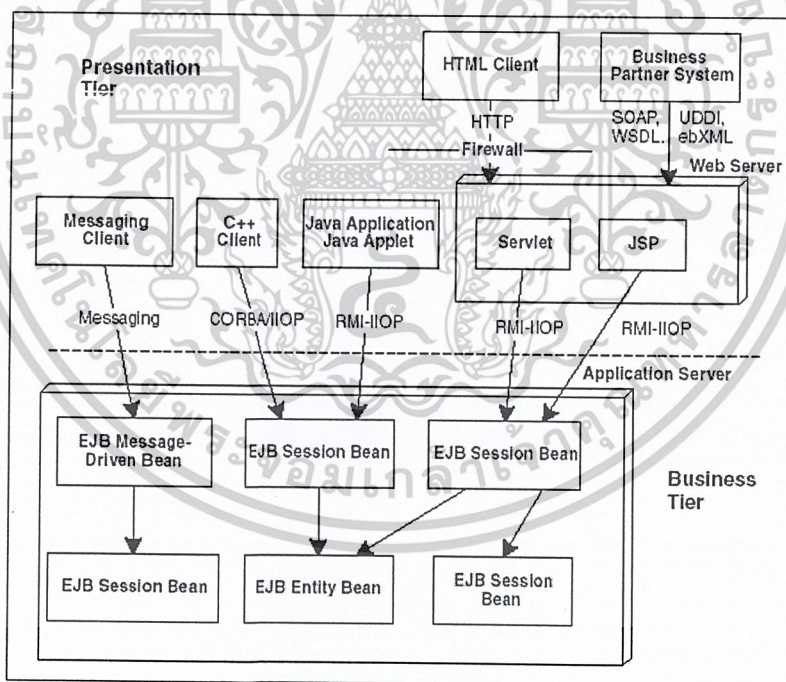 Presentation
Tier
HTML Client
Business
Partner System
HTTP
SOAP,
WSDL,
UDDI,
ebXML
Firewall
Web Server
Messaging
Client
C++
Client
Java Application
Java Applet
Servlet
JSP
Messaging
CORBA/IIOP
RMI-IIOP
RMI-IIOP
RMI-IIOP
Application Server
EJB Message-
Driven Bean
EJB Session Bean
EJB Session Bean
Business
Tier
EJB Session Bean
EJB Entity Bean
EJB Session
Bean